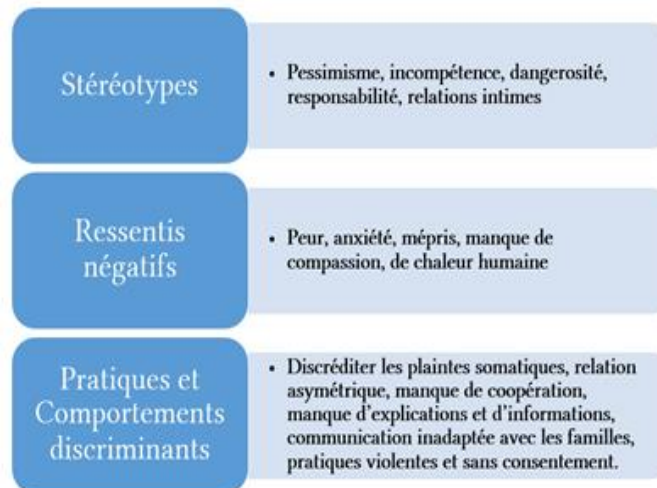 Stéréotypes
• Pessimisme, incompétence, dangerosité,
responsabilité, relations intimes
Ressentis
négatifs
• Peur, anxiété, mépris, manque de
compassion, de chaleur humaine
Pratiques et
Comportements
discriminants
• Discréditer les plaintes somatiques, relation
asymétrique, manque de coopération,
manque d’explications et d’informations,
communication inadaptée avec les familles,
pratiques violentes et sans consentement.